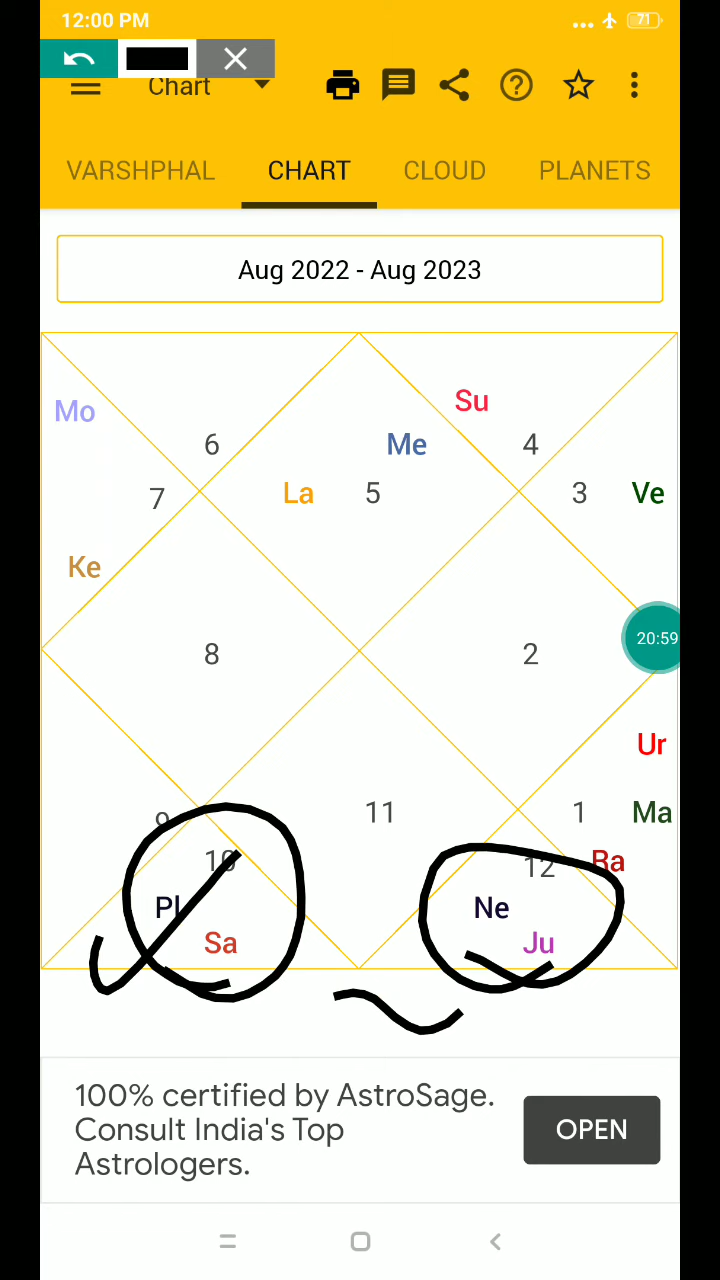 12:00 PM 71
Chart
VARSHPHAL CHART CLOUD PLANETS
Aug 2022 - Aug 2023
Su
Mo
6 Me 4
7 La 5 3 Ve
Ke
20:59
8 2
Ur
9 11 1 Ma
10 12 Ra
Pl Ne
Sa Ju
100% certified by AstroSage.
Consult India's Top
Astrologers.
OPEN